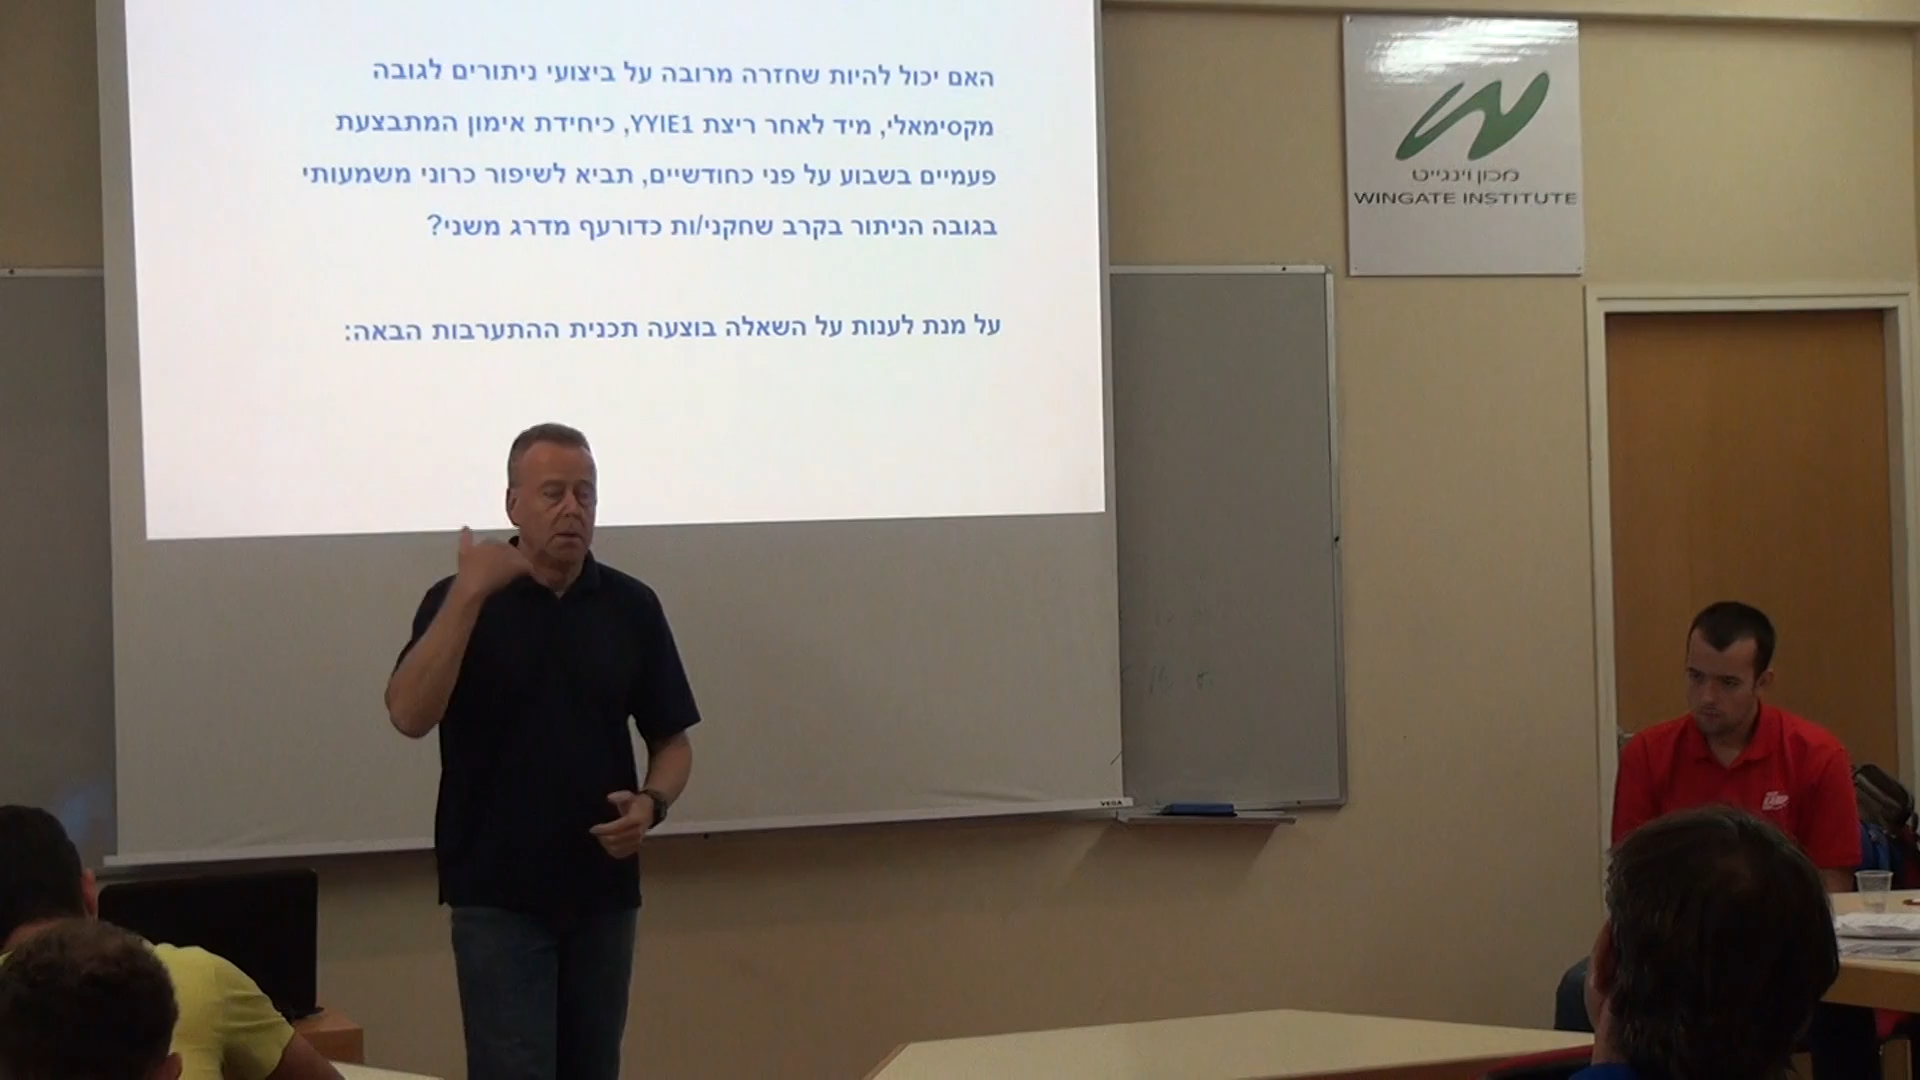 האם יכול להיות שחזרה מרובה על ביצועי ניתורים לגובה
מקסימאלי, מיד לאחר ריצת YYIE1, כיחידת אימון המתבצעת
פעמיים בשבוע על פני כחודשיים, תביא לשיפור כרוני משמעותי
בגובה הניתור בקרב שחקני/ות כדורעף מדרג משני?
על מנת לענות על השאלה בוצעה תכנית ההתערבות הבאה:
מכון וינגייט
WINGATE INSTITUTE
VEGA